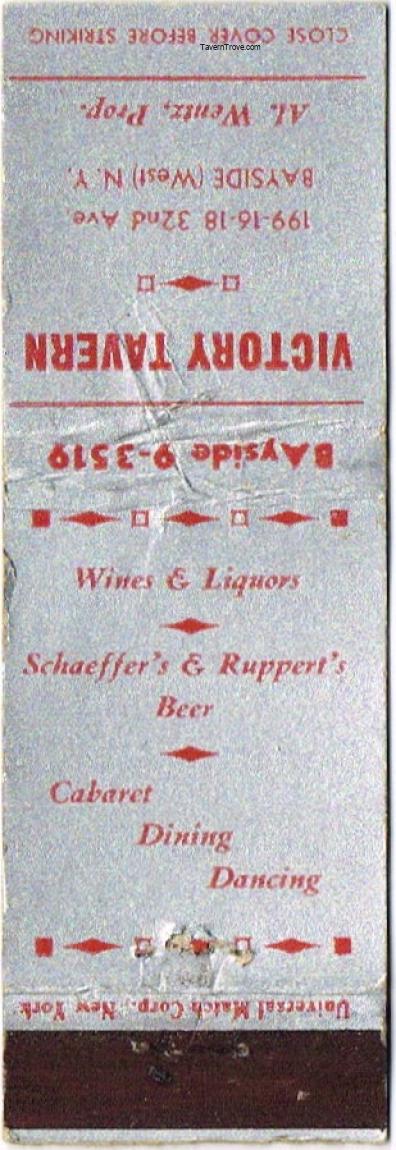 CLOSE COVER BEFORE STRIKING
TavernTrove.com
Al. Wentz, Prop.
BAYSIDE (West) N. Y.
199-16-18 32nd Ave.
VICTORY TAVERN
BAyside 9-3519
Wines & Liquors
Schaeffer's & Ruppert's
Beer
Cabaret
Dining
Dancing
Universal Match Corp., New York